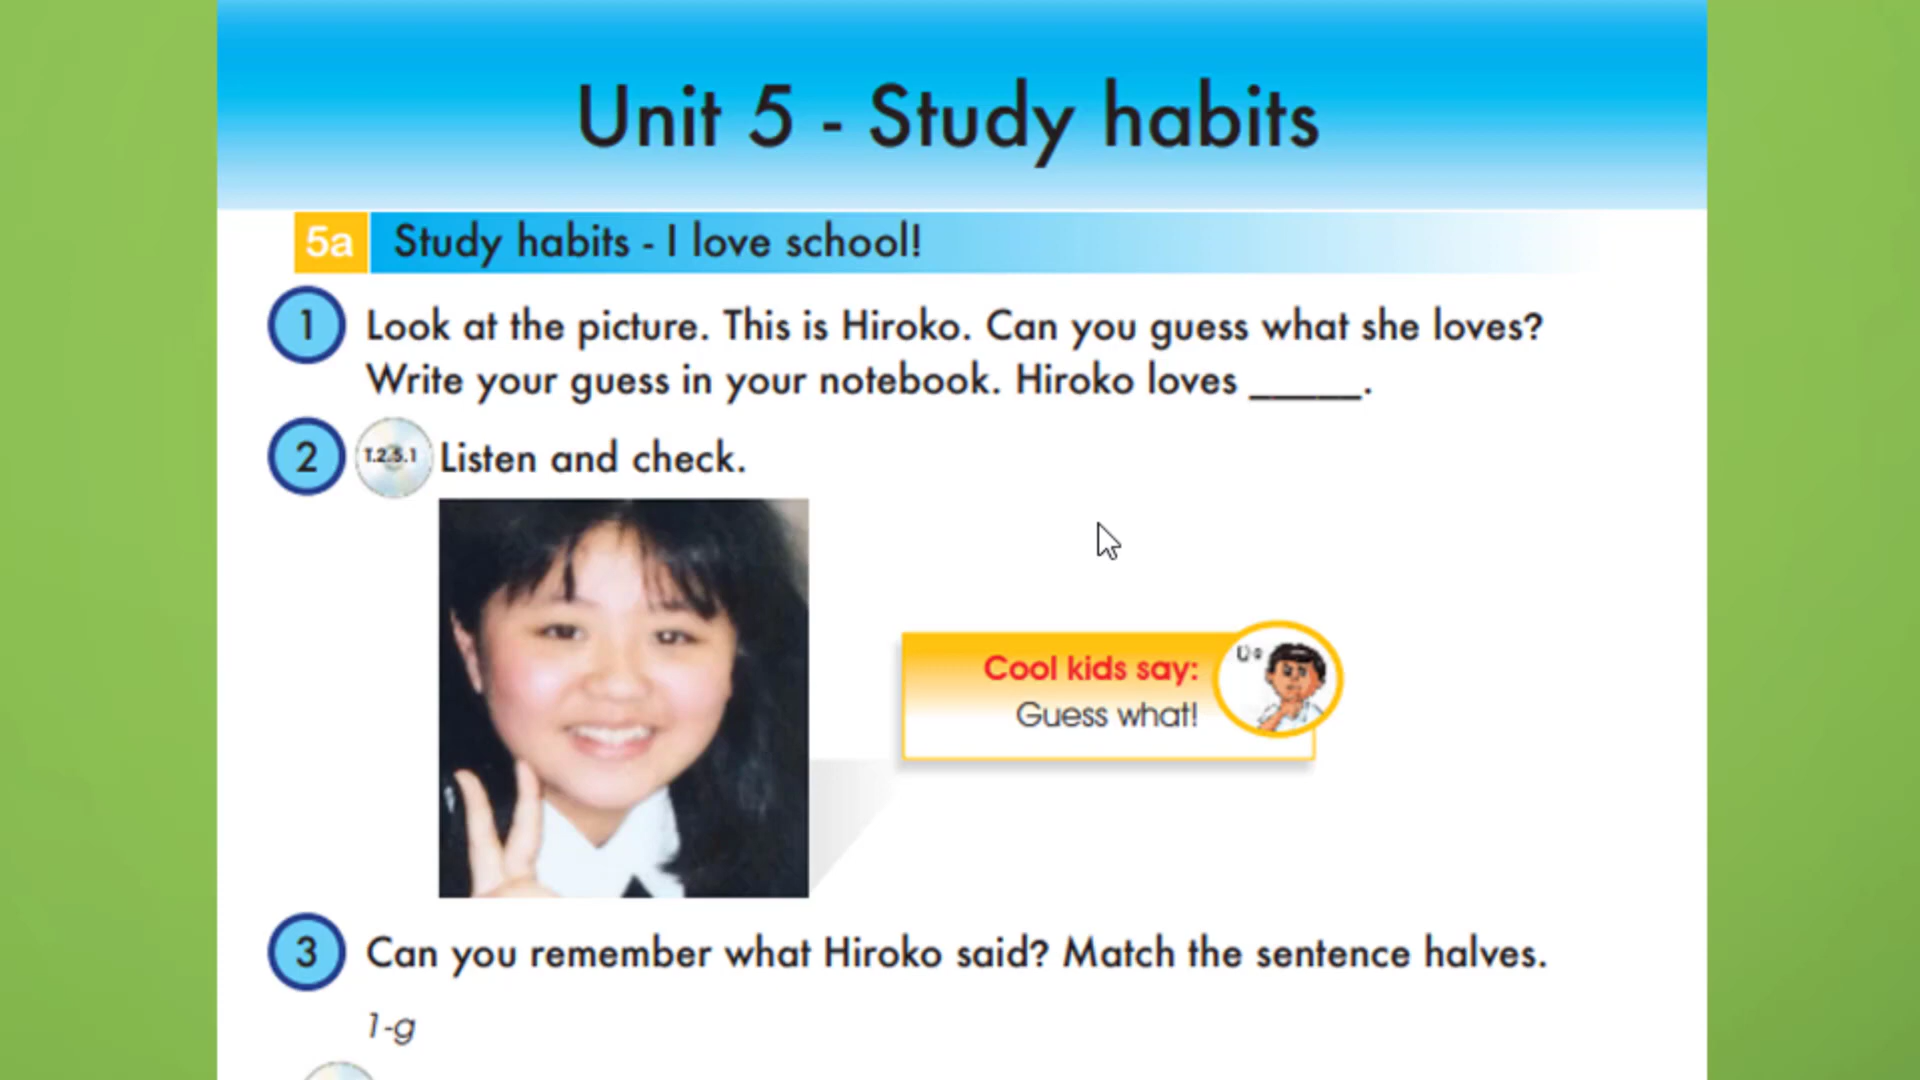 Unit 5 - Study habits
5a Study habits - I love school!
1 Look at the picture. This is Hiroko. Can you guess what she loves?
Write your guess in your notebook. Hiroko loves _____.
2 T.2.5.1 Listen and check.
Cool kids say:
Guess what!
3 Can you remember what Hiroko said? Match the sentence halves.
1-g